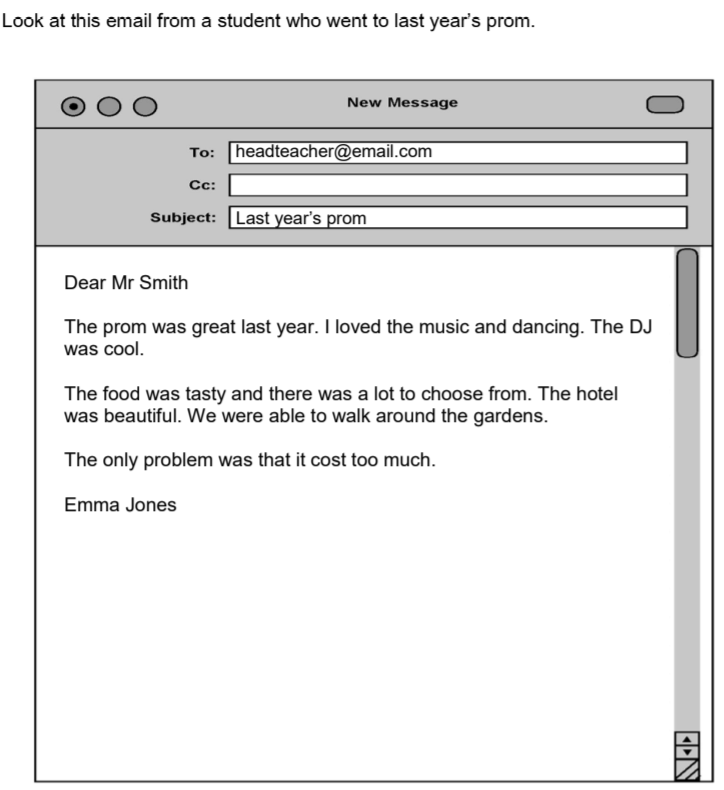 Look at this email from a student who went to last year's prom.
New Message
To: headteacher@email.com
Cc:
Subject: Last year's prom
Dear Mr Smith
The prom was great last year. I loved the music and dancing. The DJ
was cool.
The food was tasty and there was a lot to choose from. The hotel
was beautiful. We were able to walk around the gardens.
The only problem was that it cost too much.
Emma Jones